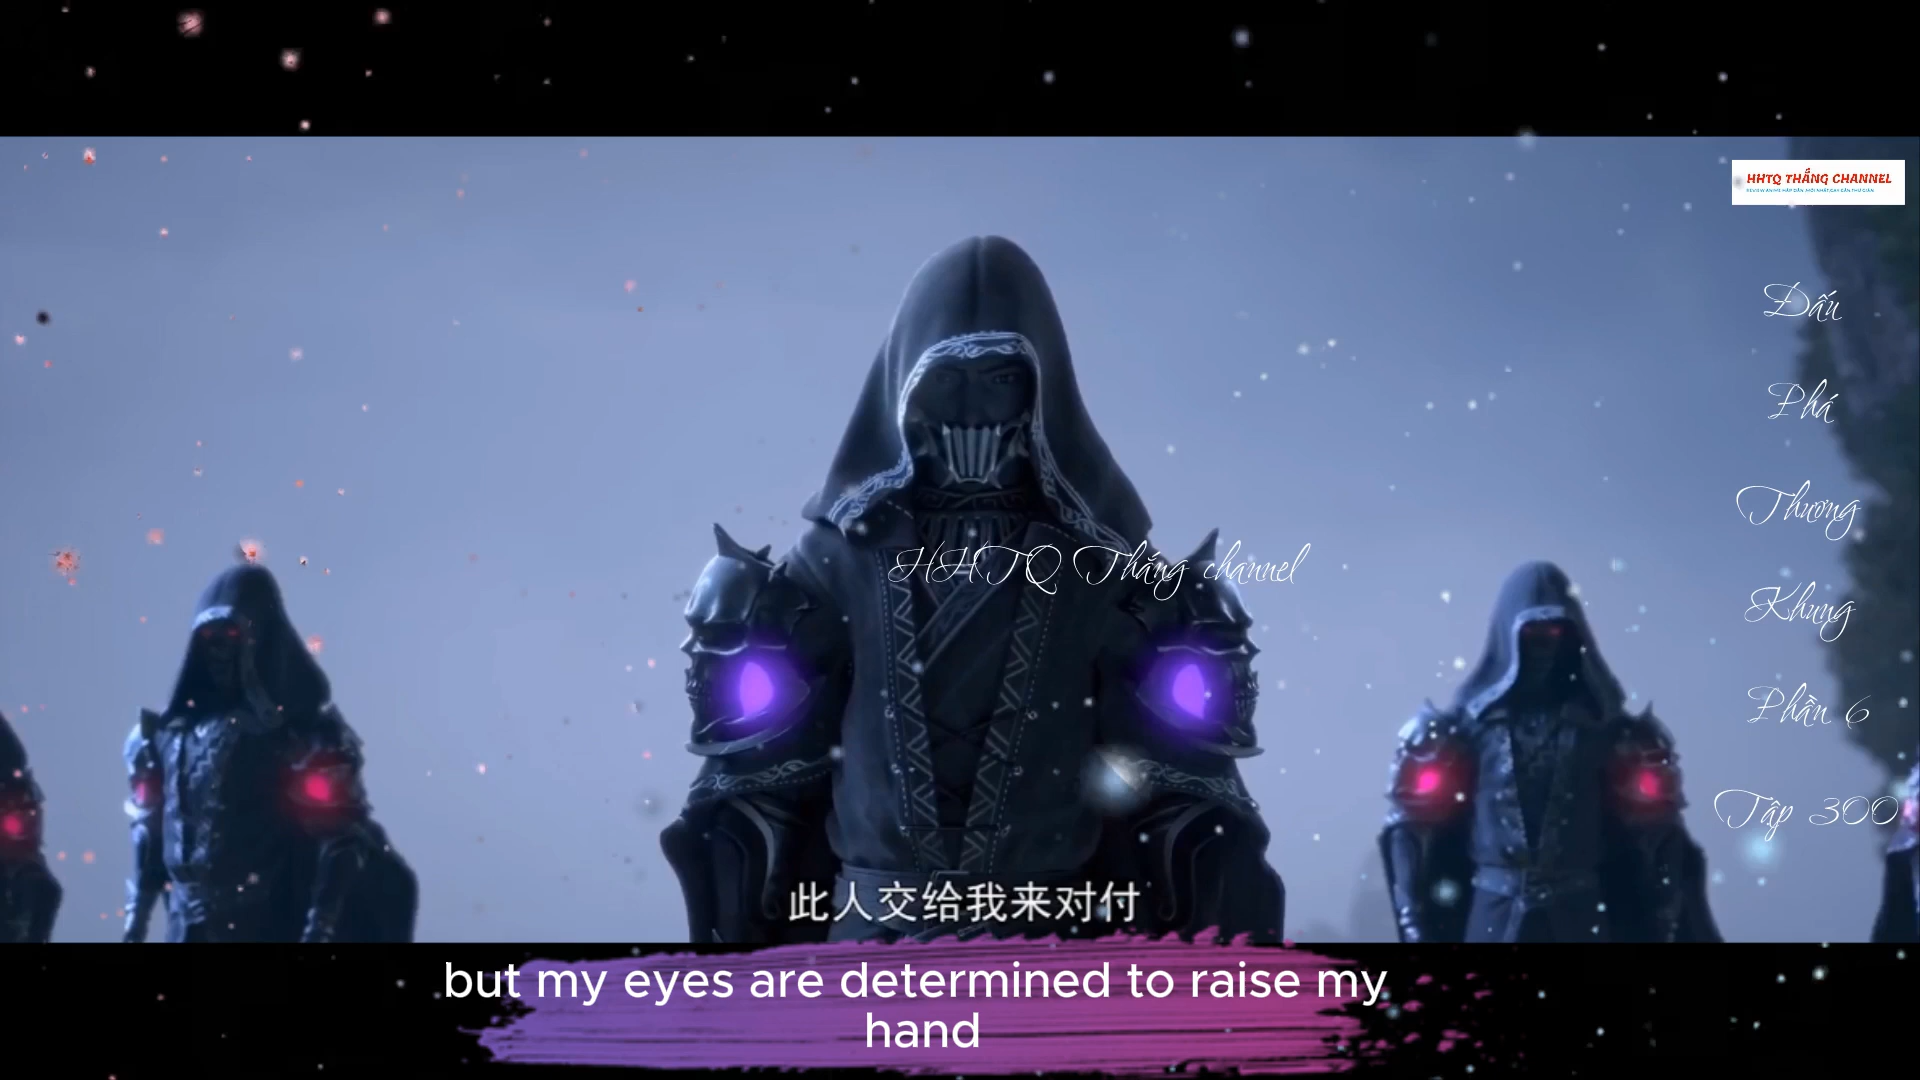 HHTQ THẮNG CHANNEL
Đấu
Phá
Thương
Khung
Phần 6
Tập 300
HHTQ Thắng channel
此人交给我来对付
but my eyes are determined to raise my
hand